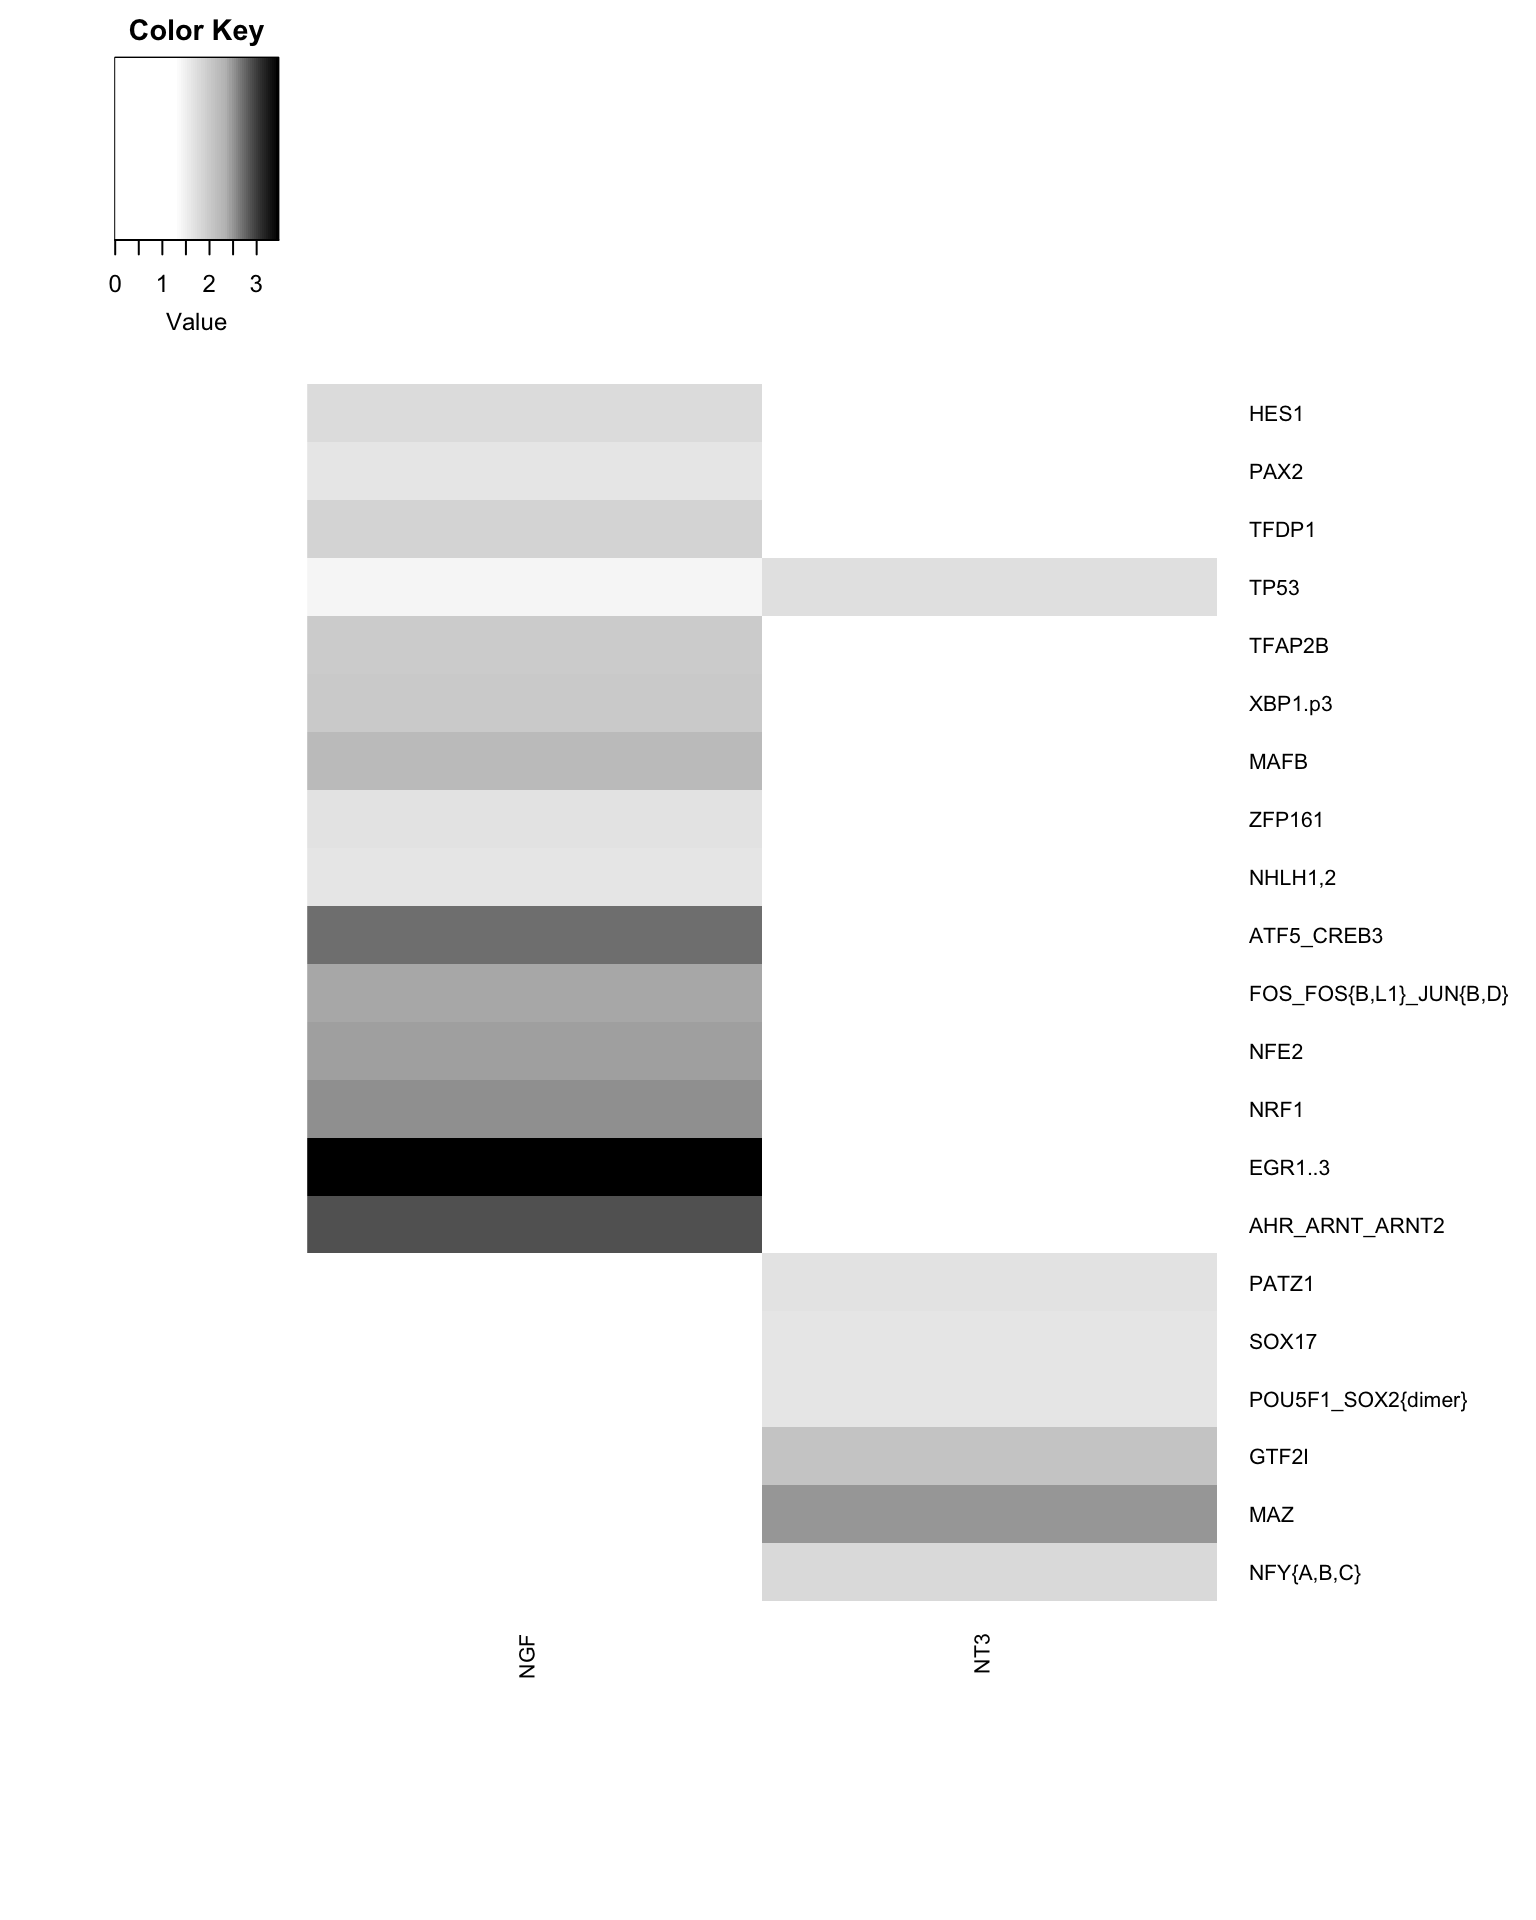 Color Key
0 1 2 3
Value
HES1
PAX2
TFDP1
TP53
TFAP2B
XBP1.p3
MAFB
ZFP161
NHLH1,2
ATF5_CREB3
FOS_FOS{B,L1}_JUN{B,D}
NFE2
NRF1
EGR1..3
AHR_ARNT_ARNT2
PATZ1
SOX17
POU5F1_SOX2{dimer}
GTF2I
MAZ
NFY{A,B,C}
NGF
NT3